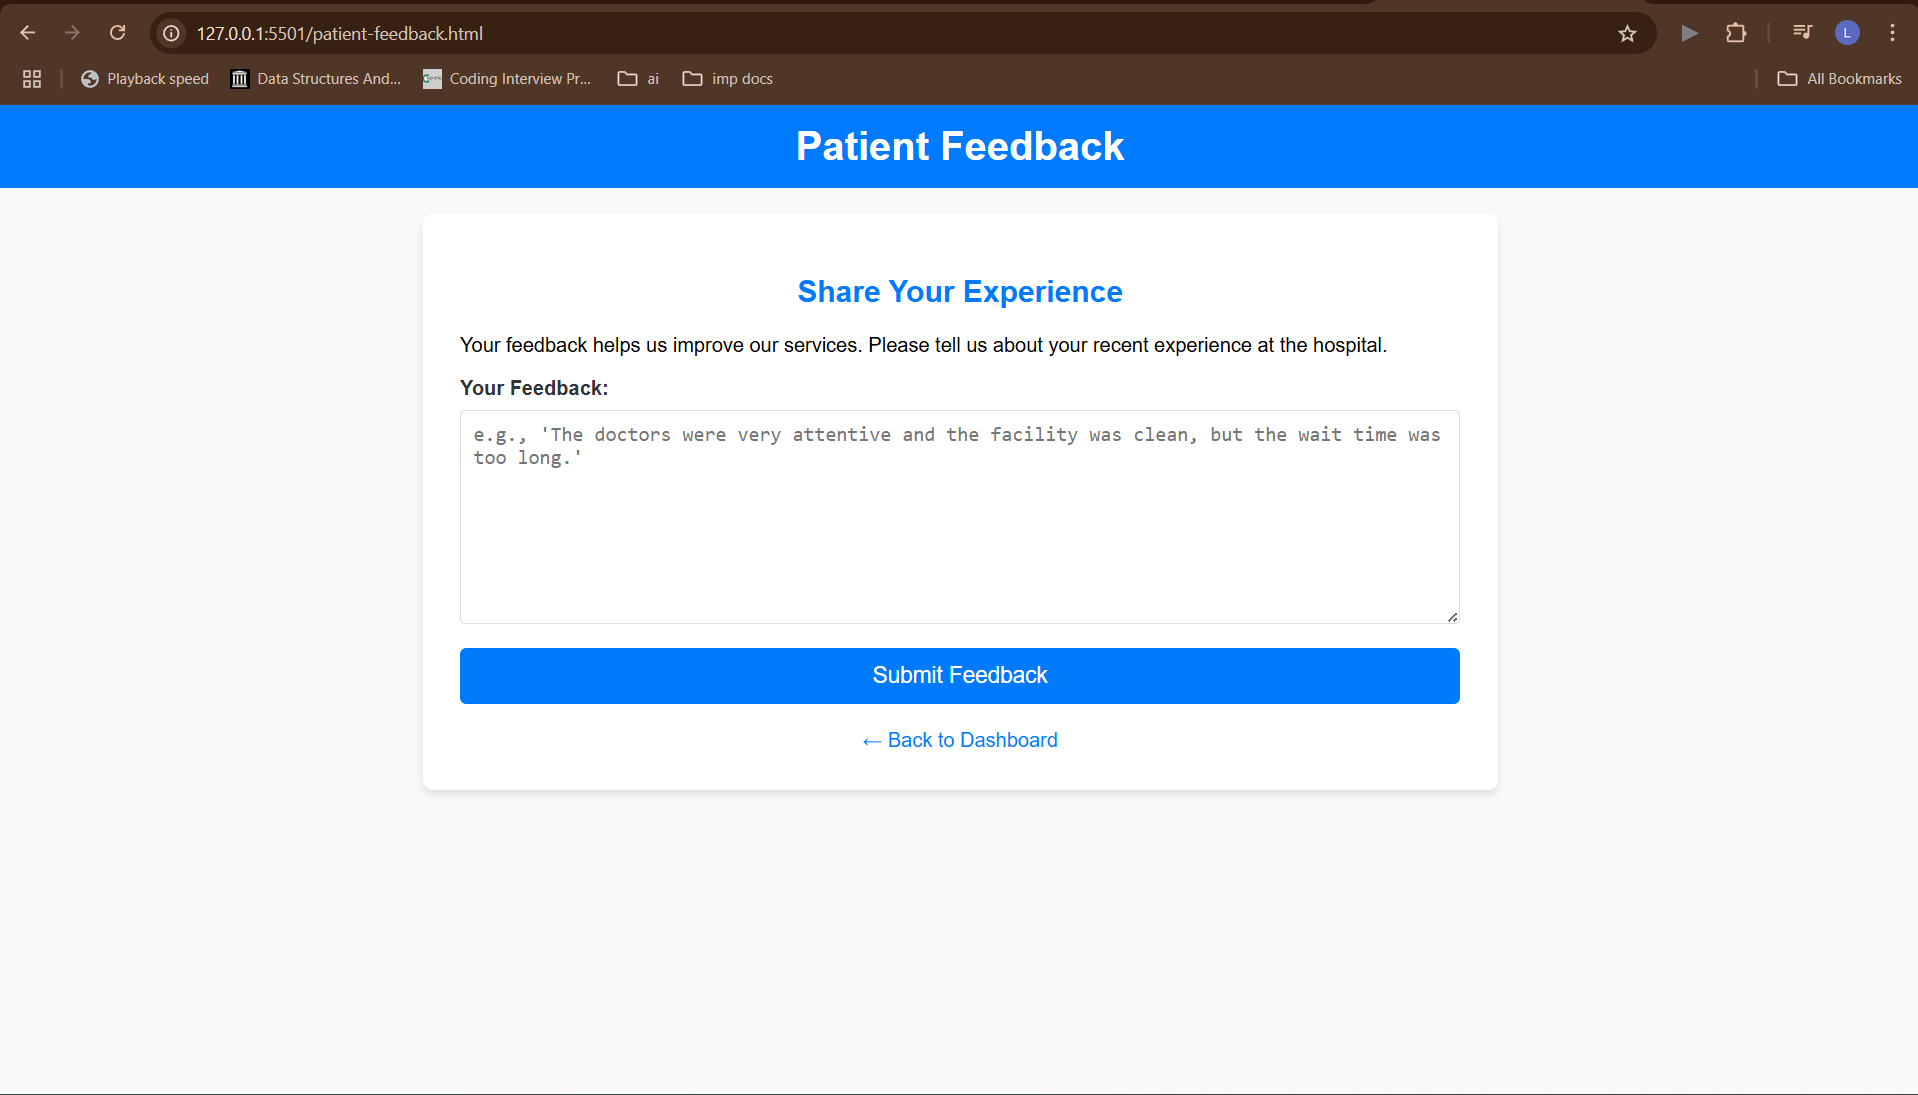 127.0.0.1:5501/patient-feedback.html
L
Playback speed
Data Structures And...
Coding Interview Pr...
ai
imp docs
All Bookmarks
Patient Feedback
Share Your Experience
Your feedback helps us improve our services. Please tell us about your recent experience at the hospital.
Your Feedback:
e.g., 'The doctors were very attentive and the facility was clean, but the wait time was
too long.'
Submit Feedback
← Back to Dashboard